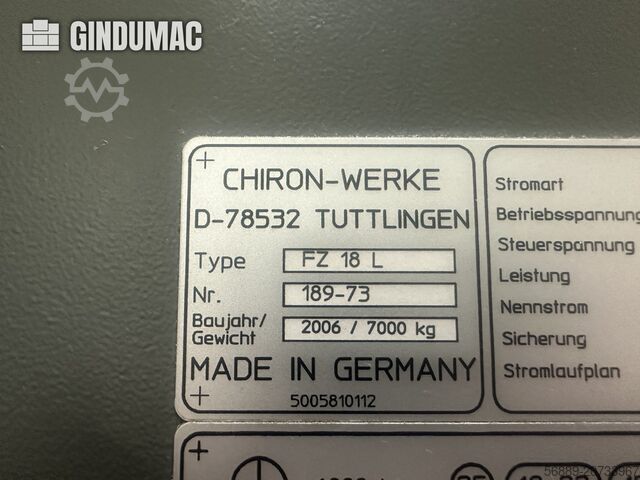 GINDUMAC
CHIRON-WERKE
D-78532 TUTTLINGEN
Type FZ 18 L
Nr. 189-73
Baujahr/
Gewicht 2006 / 7000 kg
MADE IN GERMANY
5005810112
Stromart
Betriebsspannung
Steuerspannung
Leistung
Nennstrom
Sicherung
Stromlaufplan